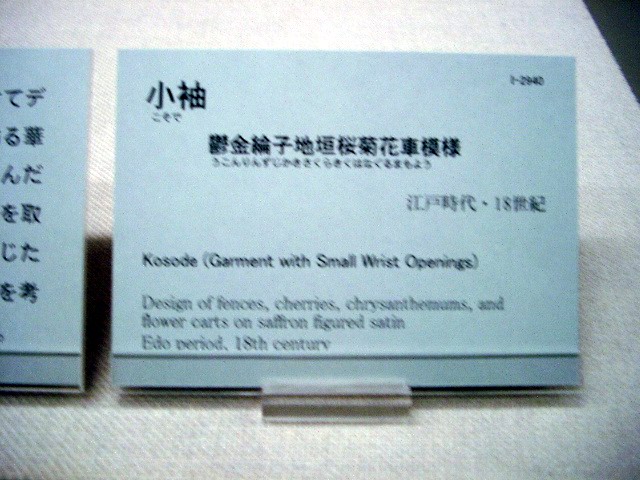 てデ
る華
んだ
を取
じた
を考
I-2940
小袖
こそで
鬱金綸子地垣桜菊花車模様
うこんりんずじかきさくらきくはなぐるまもよう
江戸時代・18世紀
Kosode (Garment with Small Wrist Openings)
Design of fences, cherries, chrysanthemums, and
flower carts on saffron figured satin
Edo period, 18th century